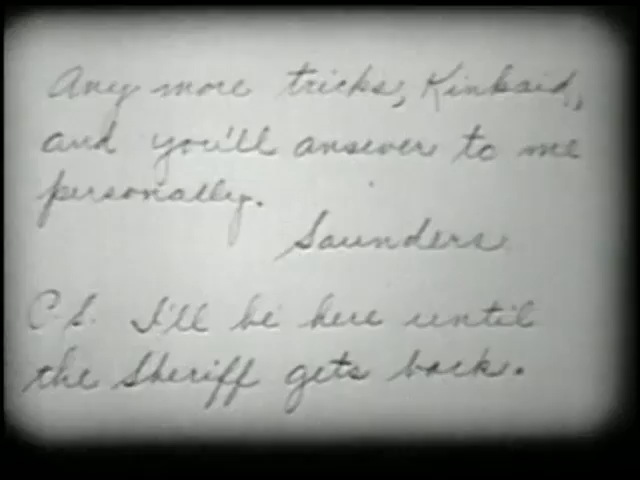 Any more tricks, Kinkaid,
and you'll answer to me
personally.
Saunders
P.S. I'll be here until
the Sheriff gets back.